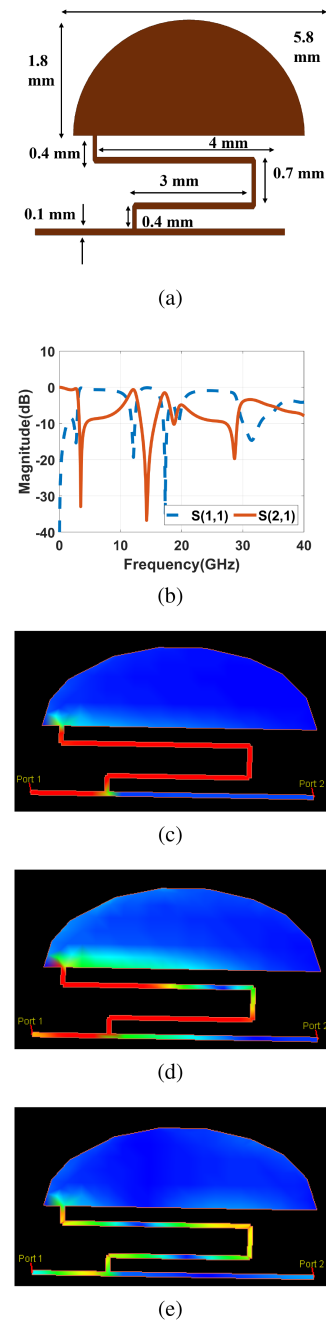 5.8
mm
1.8
mm
0.4 mm
4 mm
0.7 mm
3 mm
0.1 mm
0.4 mm
(a)
10
0
-10
-20
-30
-40
Magnitude(dB)
S(1,1) S(2,1)
0 10 20 30 40
Frequency(GHz)
(b)
Port 1
Port 2
(c)
Port 1
Port 2
(d)
Port 1
Port 2
(e)